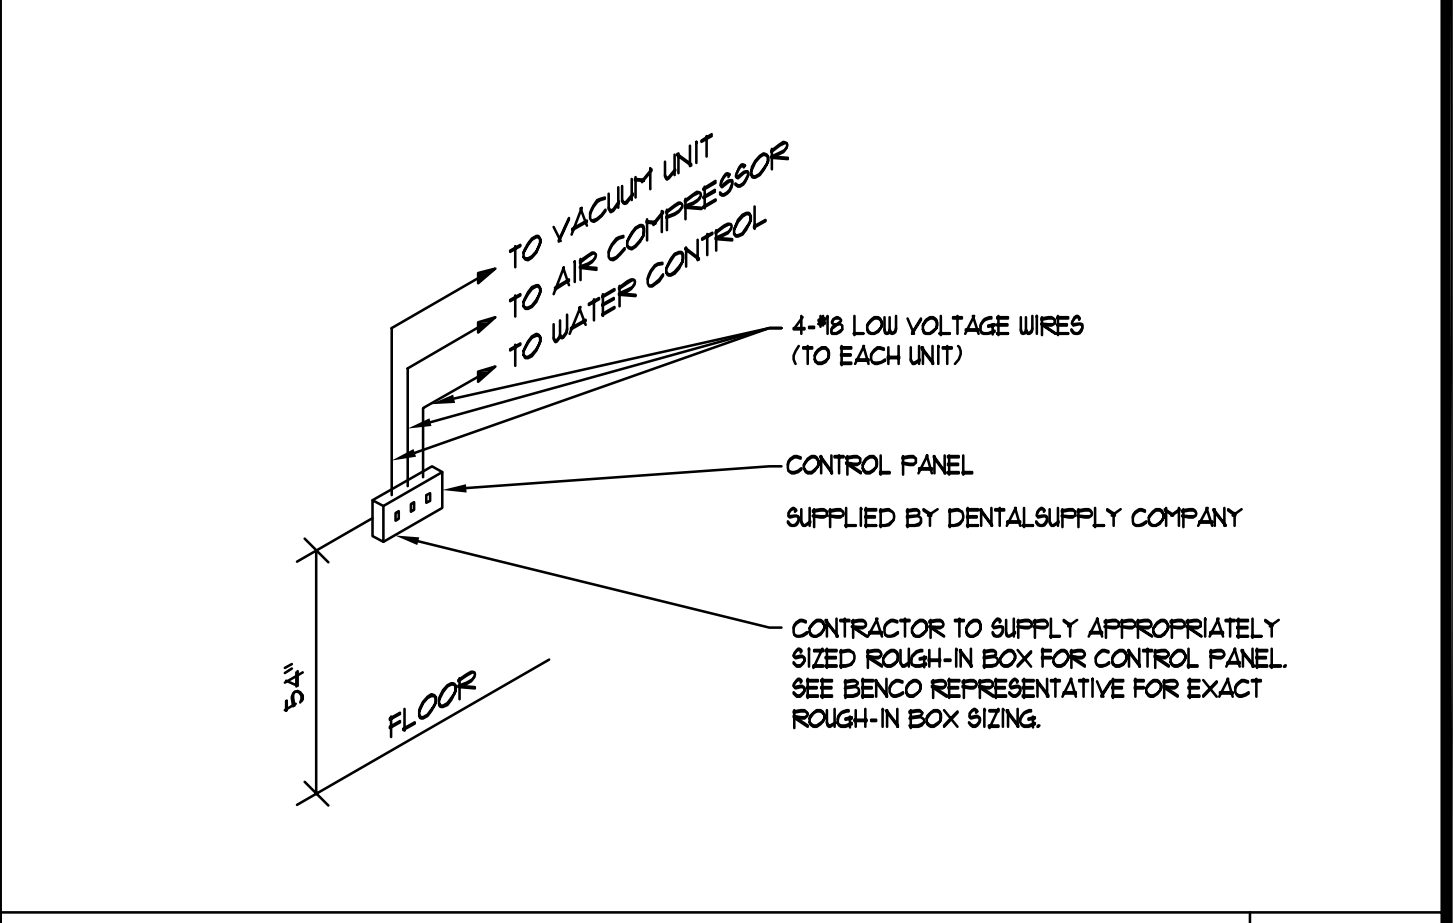 TO VACUUM UNIT
TO AIR COMPRESSOR
TO WATER CONTROL
4-#18 LOW VOLTAGE WIRES
(TO EACH UNIT)
CONTROL PANEL
SUPPLIED BY DENTALSUPPLY COMPANY
CONTRACTOR TO SUPPLY APPROPRIATELY
SIZED ROUGH-IN BOX FOR CONTROL PANEL.
SEE BENCO REPRESENTATIVE FOR EXACT
ROUGH-IN BOX SIZING.
54"
FLOOR